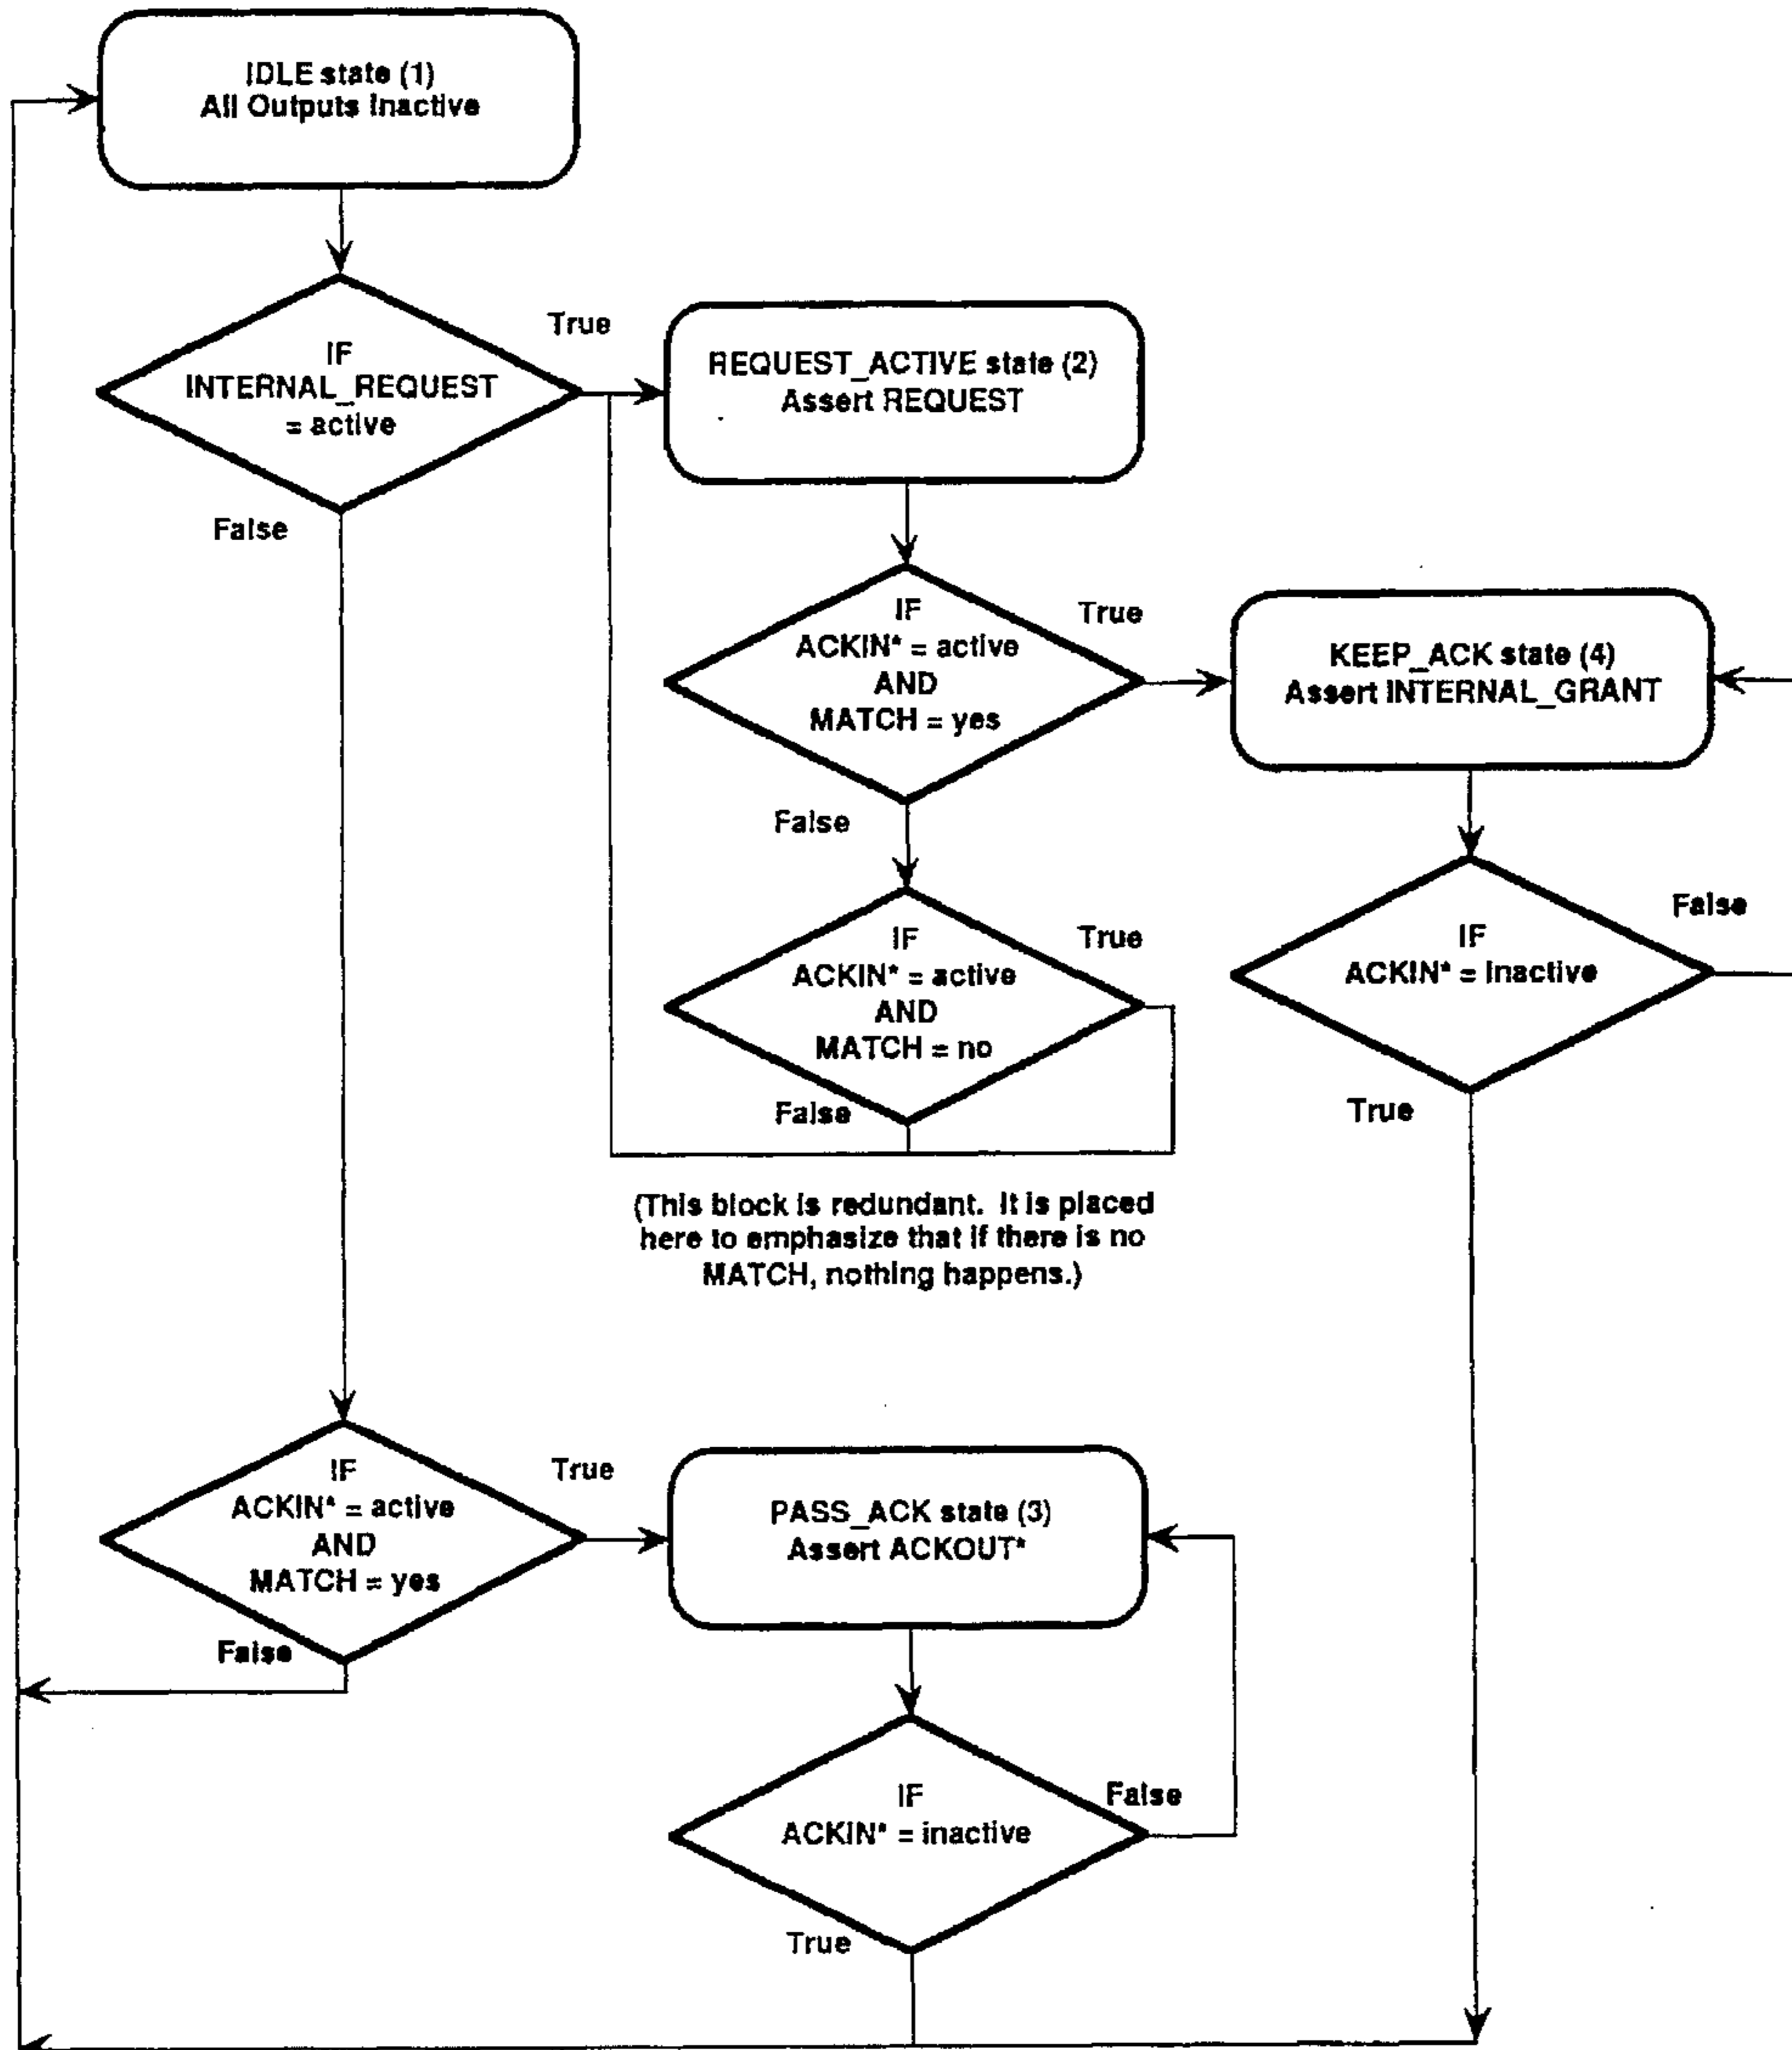 IDLE state (1)
All Outputs Inactive
IF
INTERNAL_REQUEST
= active
True
False
REQUEST_ACTIVE state (2)
Assert REQUEST
IF
ACKIN* = active
AND
MATCH = yes
True
False
KEEP_ACK state (4)
Assert INTERNAL_GRANT
IF
ACKIN* = active
AND
MATCH = no
True
False
IF
ACKIN* = Inactive
False
True
(This block is redundant. It is placed
here to emphasize that if there is no
MATCH, nothing happens.)
IF
ACKIN* = active
AND
MATCH = yes
True
False
PASS_ACK state (3)
Assert ACKOUT*
IF
ACKIN* = inactive
False
True